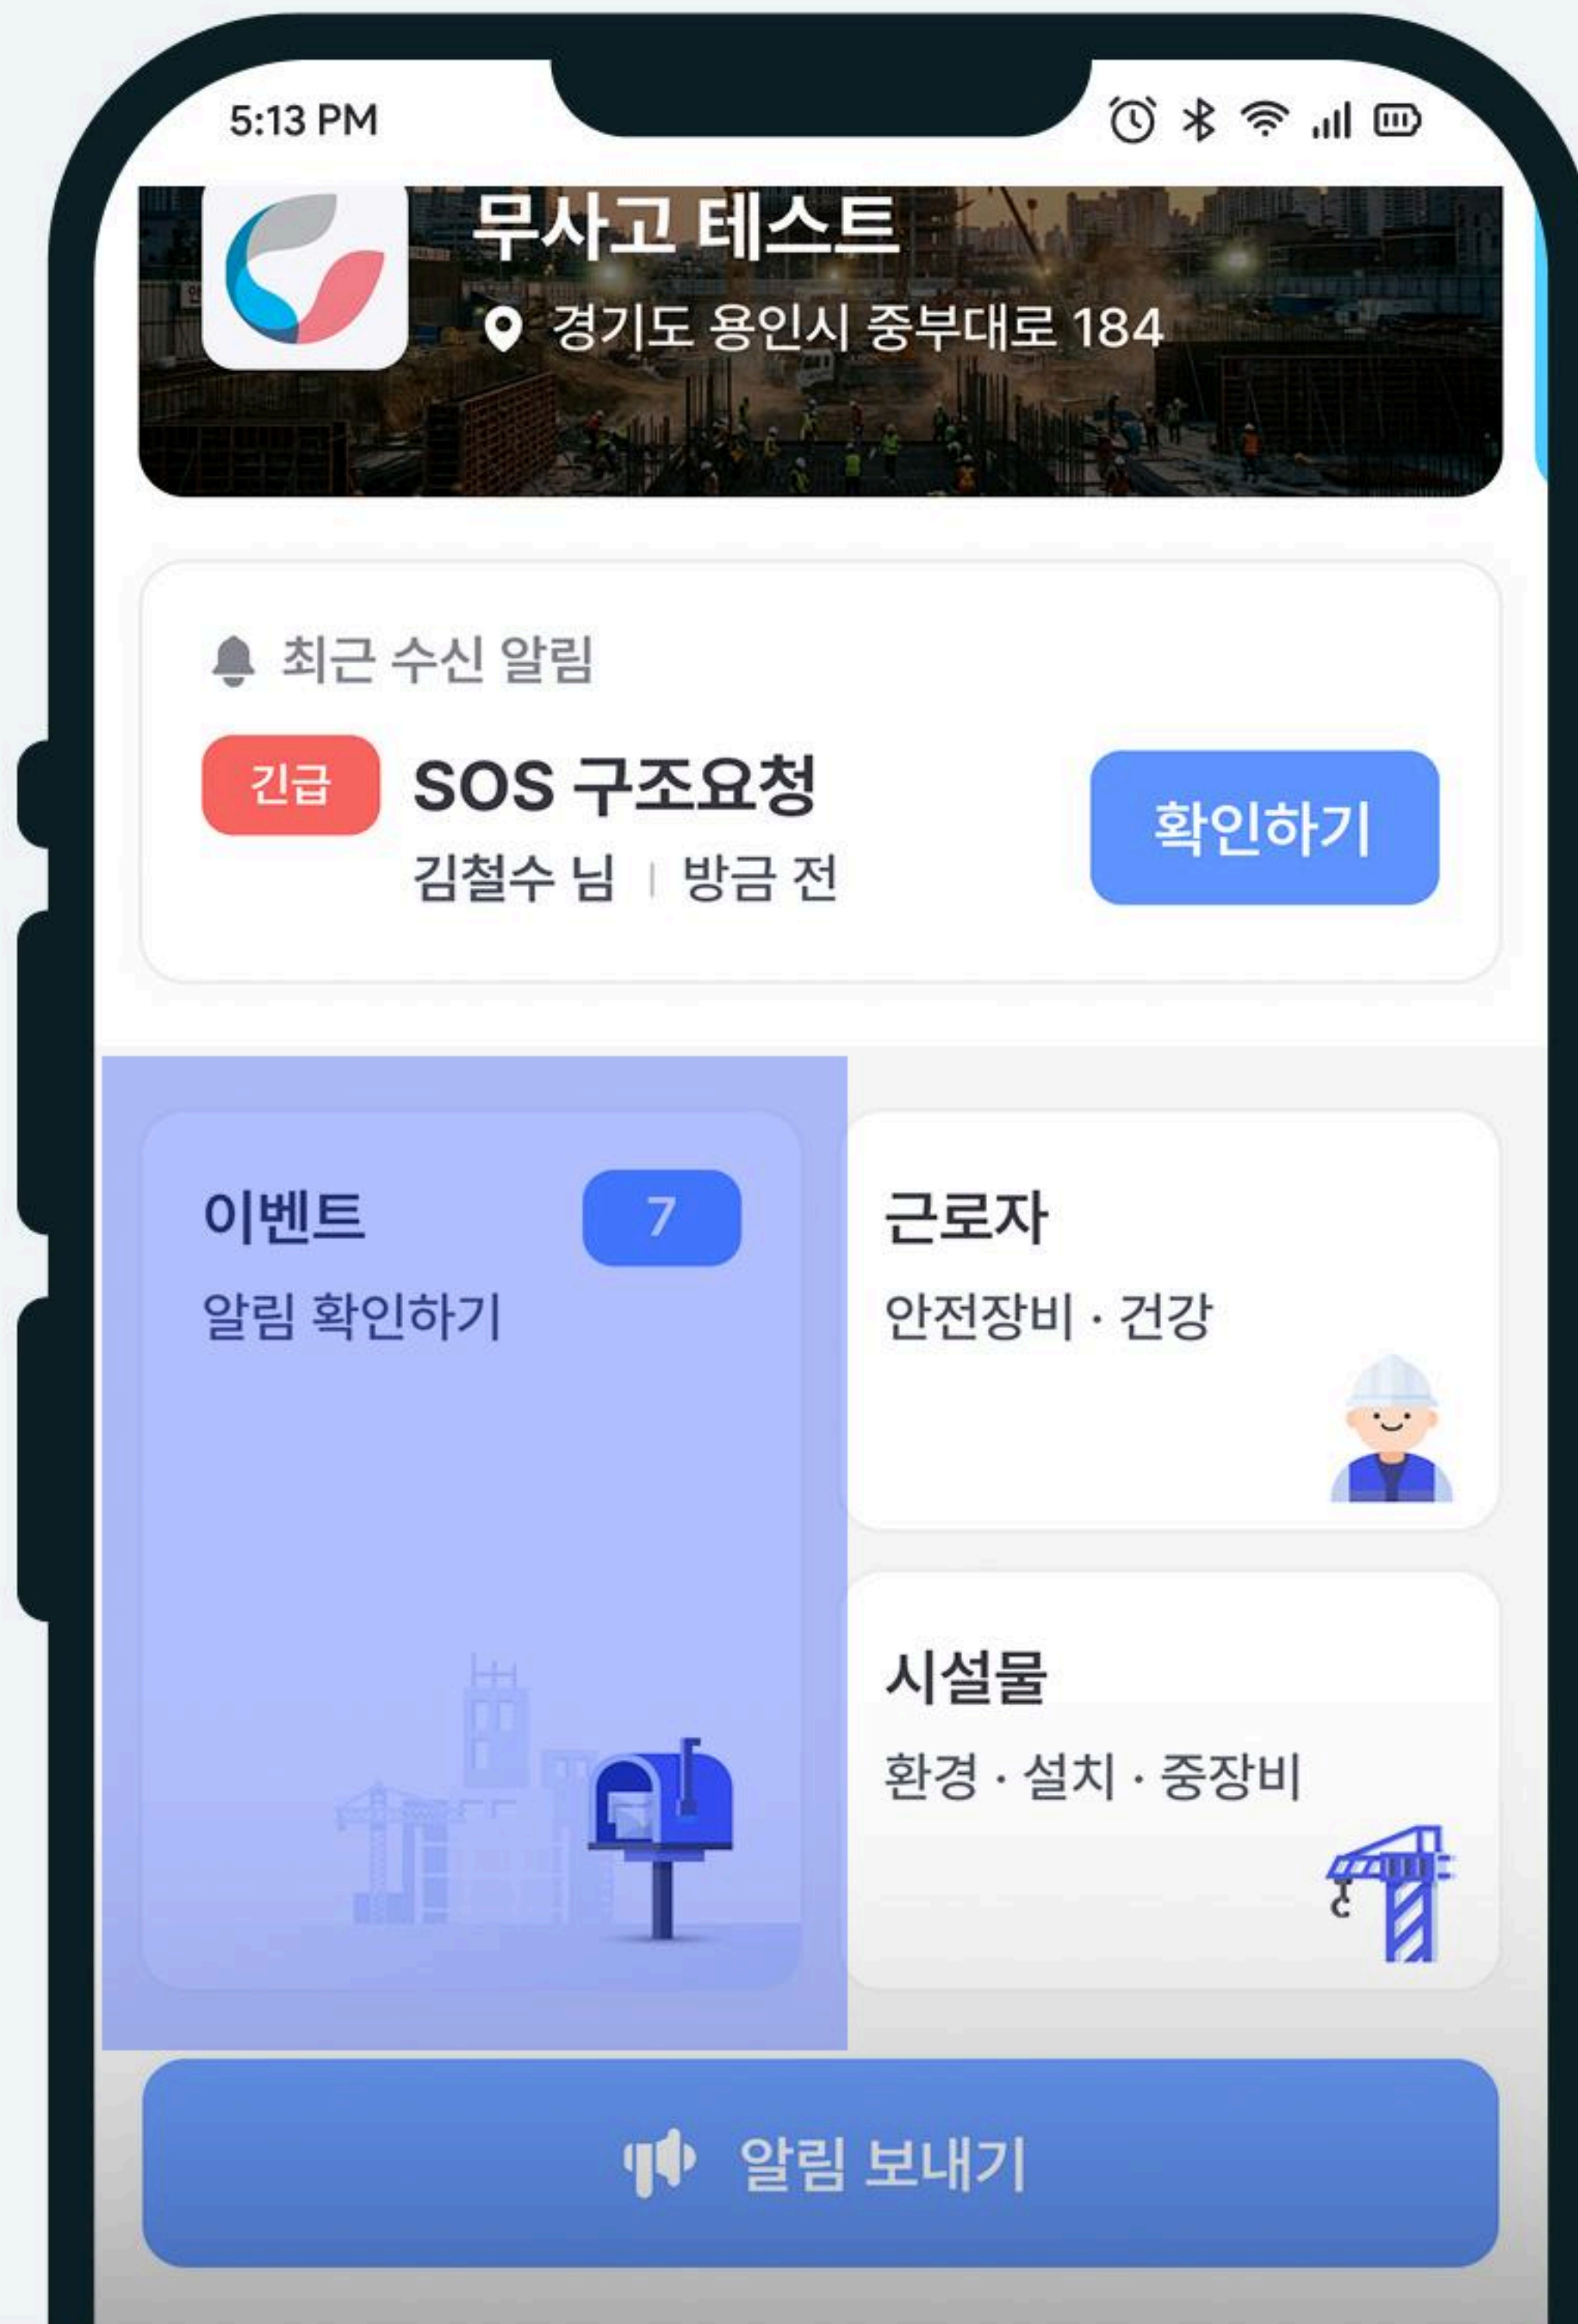 5:13 PM
무사고 테스트
경기도 용인시 중부대로 184
최근 수신 알림
긴급
SOS 구조요청
확인하기
김철수 님 | 방금 전
이벤트
7
알림 확인하기
근로자
안전장비 · 건강
시설물
환경 · 설치 · 중장비
알림 보내기